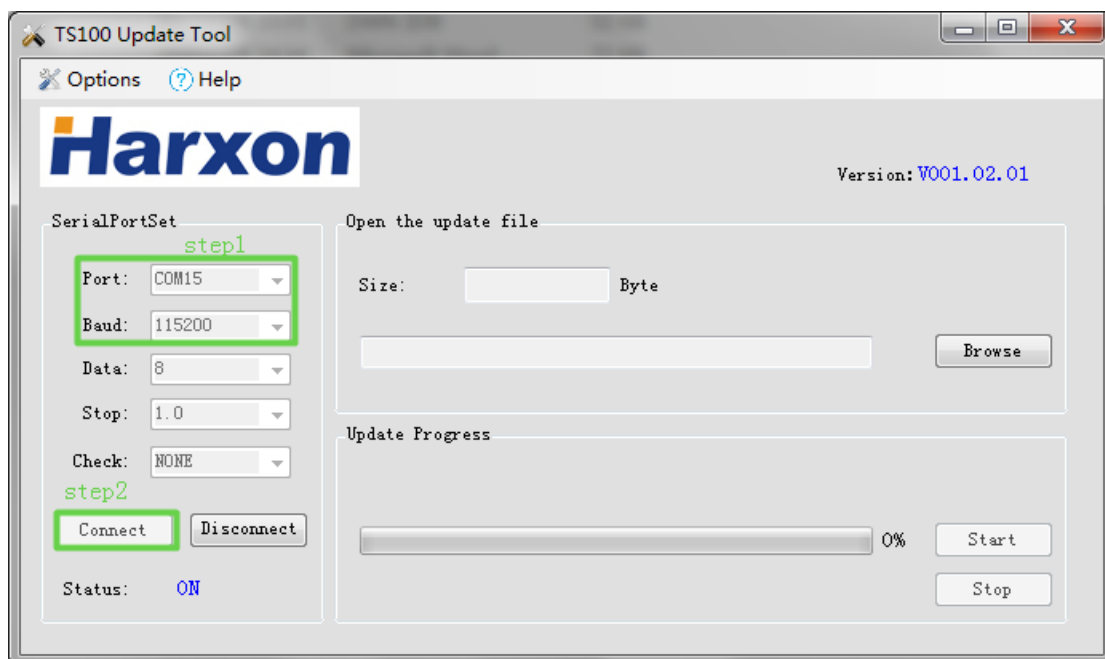 TS100 Update Tool
Options Help
Harxon
Version: V001.02.01
SerialPortSet
step1
Port: COM15
Baud: 115200
Data: 8
Stop: 1.0
Check: NONE
step2
Connect Disconnect
Status: ON
Open the update file
Size: Byte
Browse
Update Progress
0% Start
Stop